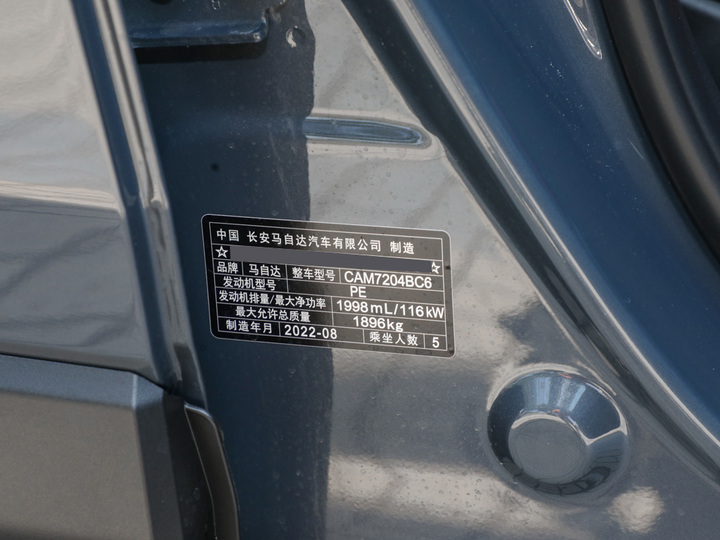 中国 长安马自达汽车有限公司 制造
☆ ☆
品牌 马自达 整车型号 CAM7204BC6
发动机型号 PE
发动机排量/最大净功率 1998mL/116kW
最大允许总质量 1896kg
制造年月 2022-08 乘坐人数 5